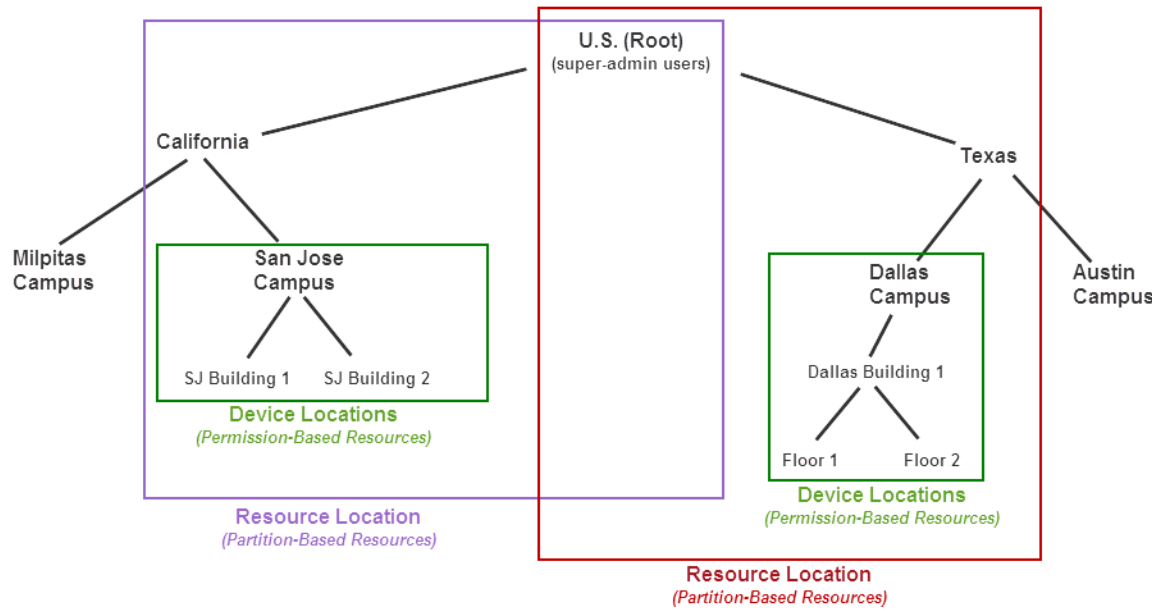 U.S. (Root)
(super-admin users)
California
Texas
Milpitas
Campus
San Jose
Campus
Dallas
Campus
Austin
Campus
SJ Building 1
SJ Building 2
Dallas Building 1
Floor 1
Floor 2
Device Locations
(Permission-Based Resources)
Device Locations
(Permission-Based Resources)
Resource Location
(Partition-Based Resources)
Resource Location
(Partition-Based Resources)